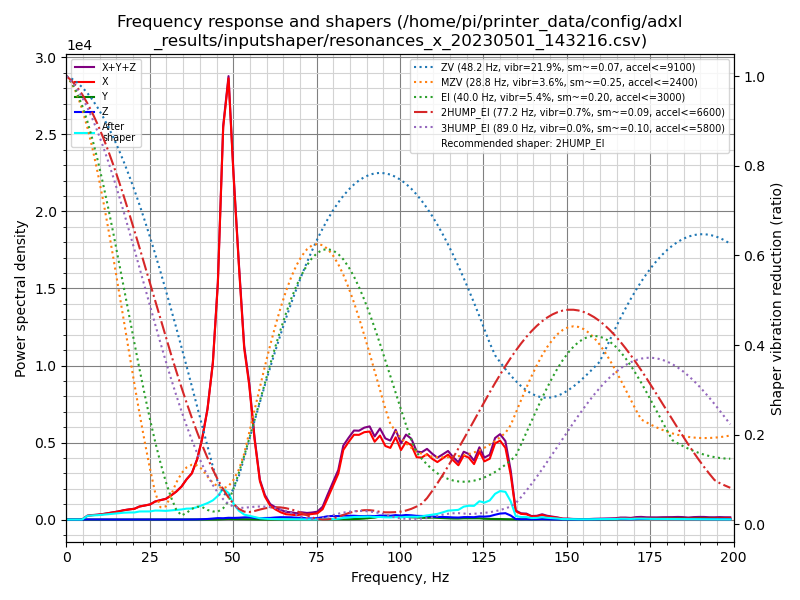 Frequency response and shapers (/home/pi/printer_data/config/adxl
_results/inputshaper/resonances_x_20230501_143216.csv)
1e4
3.0
2.5
2.0
1.5
1.0
0.5
0.0
Power spectral density
X+Y+Z
X
Y
Z
After
shaper
ZV (48.2 Hz, vibr=21.9%, sm~=0.07, accel<=9100)
MZV (28.8 Hz, vibr=3.6%, sm~=0.25, accel<=2400)
EI (40.0 Hz, vibr=5.4%, sm~=0.20, accel<=3000)
2HUMP_EI (77.2 Hz, vibr=0.7%, sm~=0.09, accel<=6600)
3HUMP_EI (89.0 Hz, vibr=0.0%, sm~=0.10, accel<=5800)
Recommended shaper: 2HUMP_EI
1.0
0.8
0.6
0.4
0.2
0.0
Shaper vibration reduction (ratio)
0 25 50 75 100 125 150 175 200
Frequency, Hz